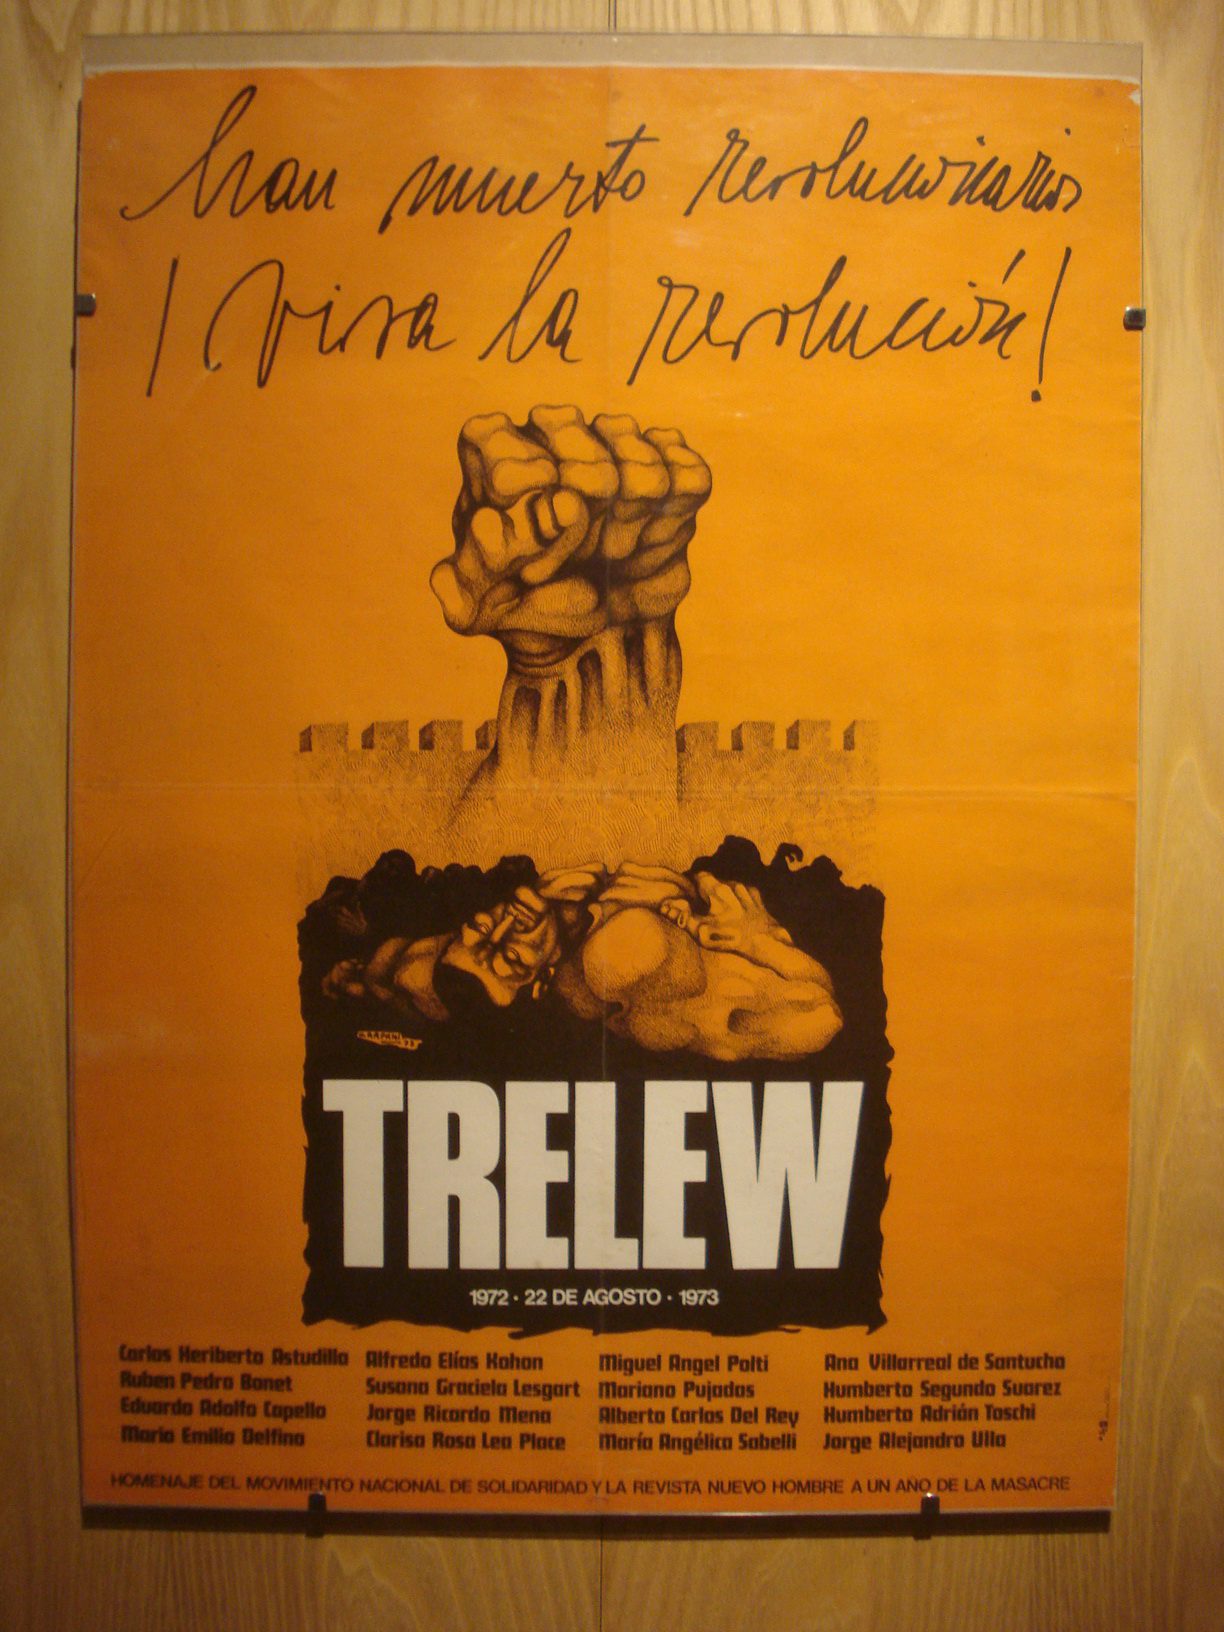 han muerto revolucionarios
¡ viva la revolución !
CARPANI
TRELEW
1972 · 22 DE AGOSTO · 1973
Carlos Heriberto Astudillo
Ruben Pedro Bonet
Eduardo Adolfo Capello
Mario Emilio Delfino
Alfredo Elías Kohon
Susana Graciela Lesgart
Jorge Ricardo Mena
Clarisa Rosa Lea Place
Miguel Angel Polti
Mariano Pujadas
Alberto Carlos Del Rey
María Angélica Sabelli
Ana Villarreal de Santucho
Humberto Segundo Suarez
Humberto Adrián Toschi
Jorge Alejandro Ulla
HOMENAJE DEL MOVIMIENTO NACIONAL DE SOLIDARIDAD Y LA REVISTA NUEVO HOMBRE A UN AÑO DE LA MASACRE